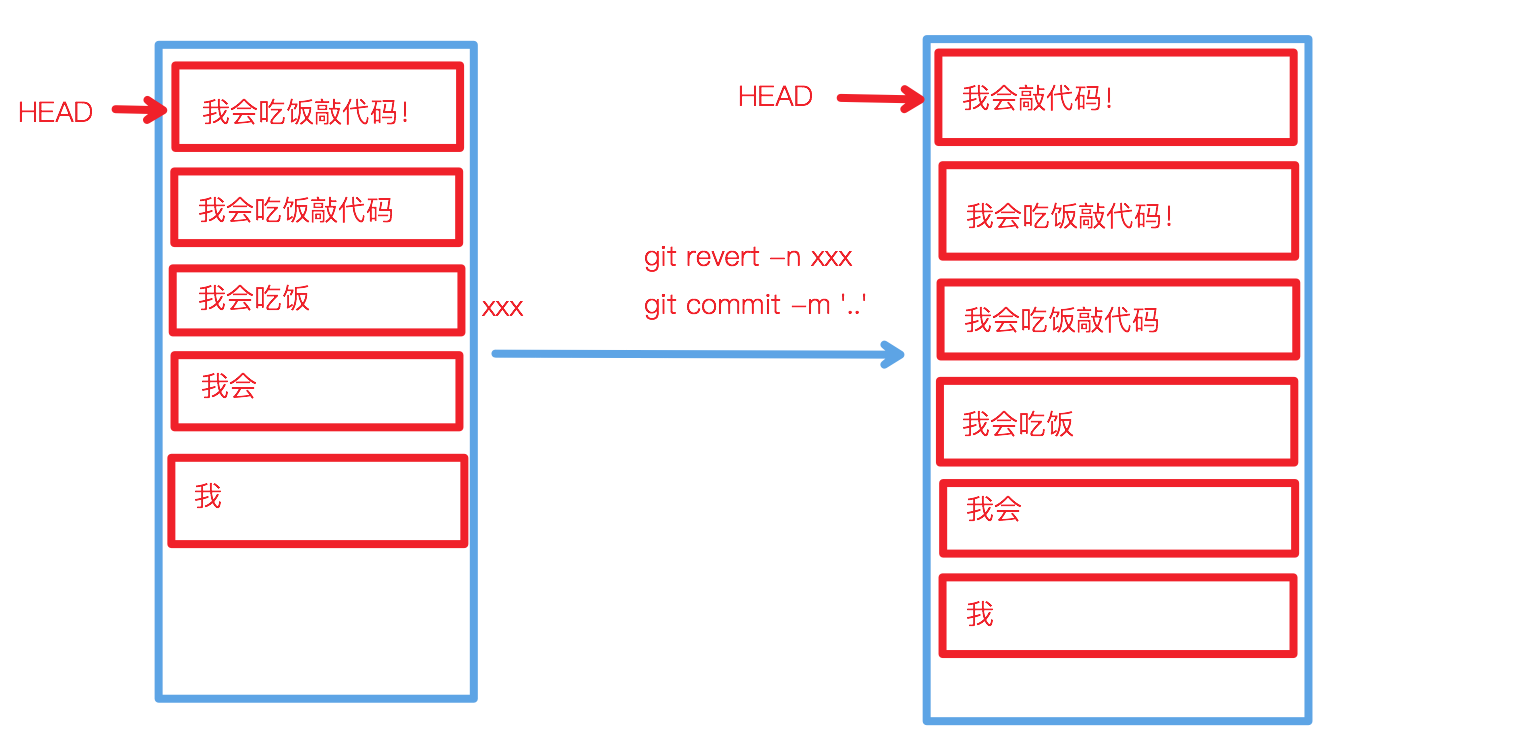 HEAD
我会吃饭敲代码！
我会吃饭敲代码
我会吃饭
xxx
我会
我
git revert -n xxx
git commit -m '..'
HEAD
我会敲代码！
我会吃饭敲代码！
我会吃饭敲代码
我会吃饭
我会
我